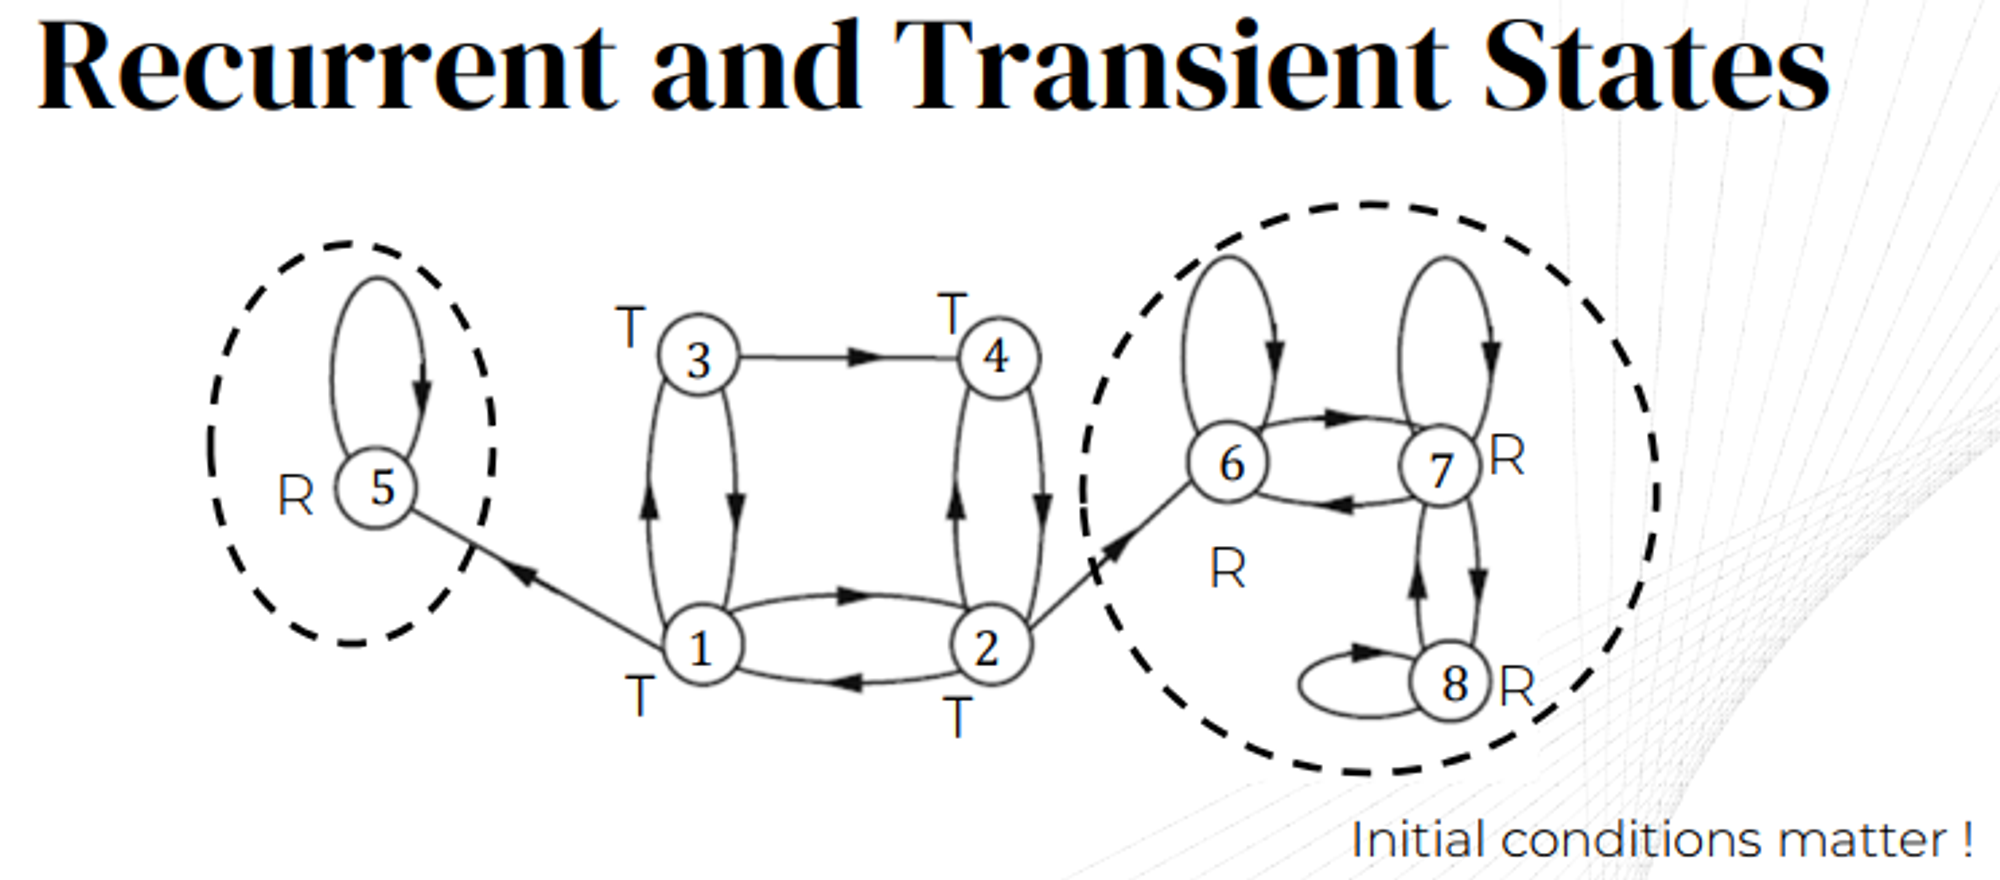 Recurrent and Transient States
T
3
T
4
R
5
6
7
R
R
1
T
2
T
8
R
Initial conditions matter !